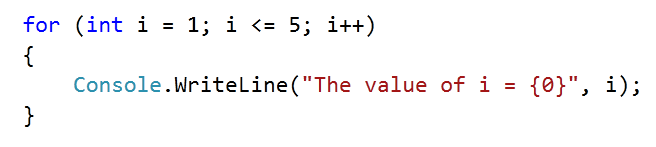 for (int i = 1; i <= 5; i++)
{
    Console.WriteLine("The value of i = {0}", i);
}